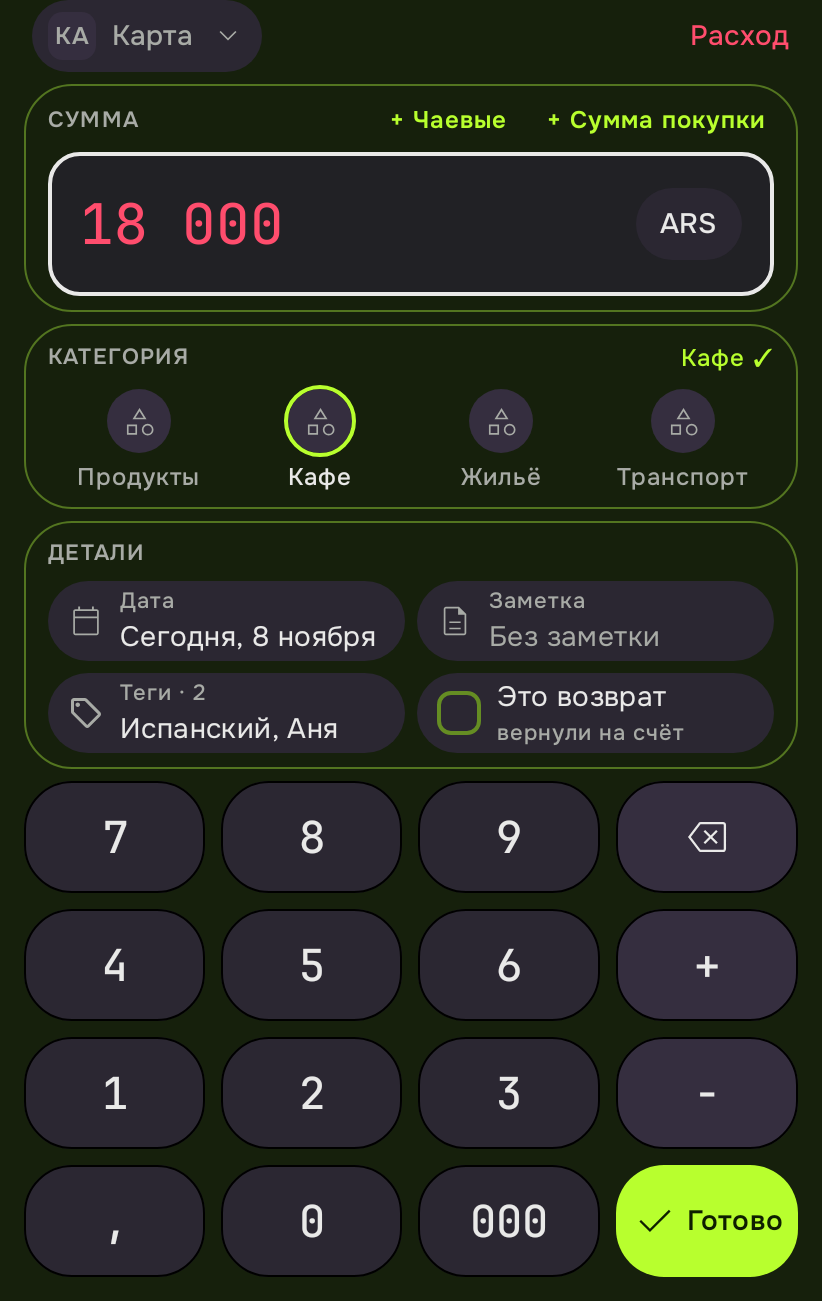 КА Карта Расход
СУММА + Чаевые + Сумма покупки
18 000 ARS
КАТЕГОРИЯ Кафе ✓
Продукты Кафе Жильё Транспорт
ДЕТАЛИ
Дата
Сегодня, 8 ноября
Заметка
Без заметки
Теги · 2
Испанский, Аня
Это возврат
вернули на счёт
7 8 9
4 5 6 +
1 2 3 -
, 0 000 Готово